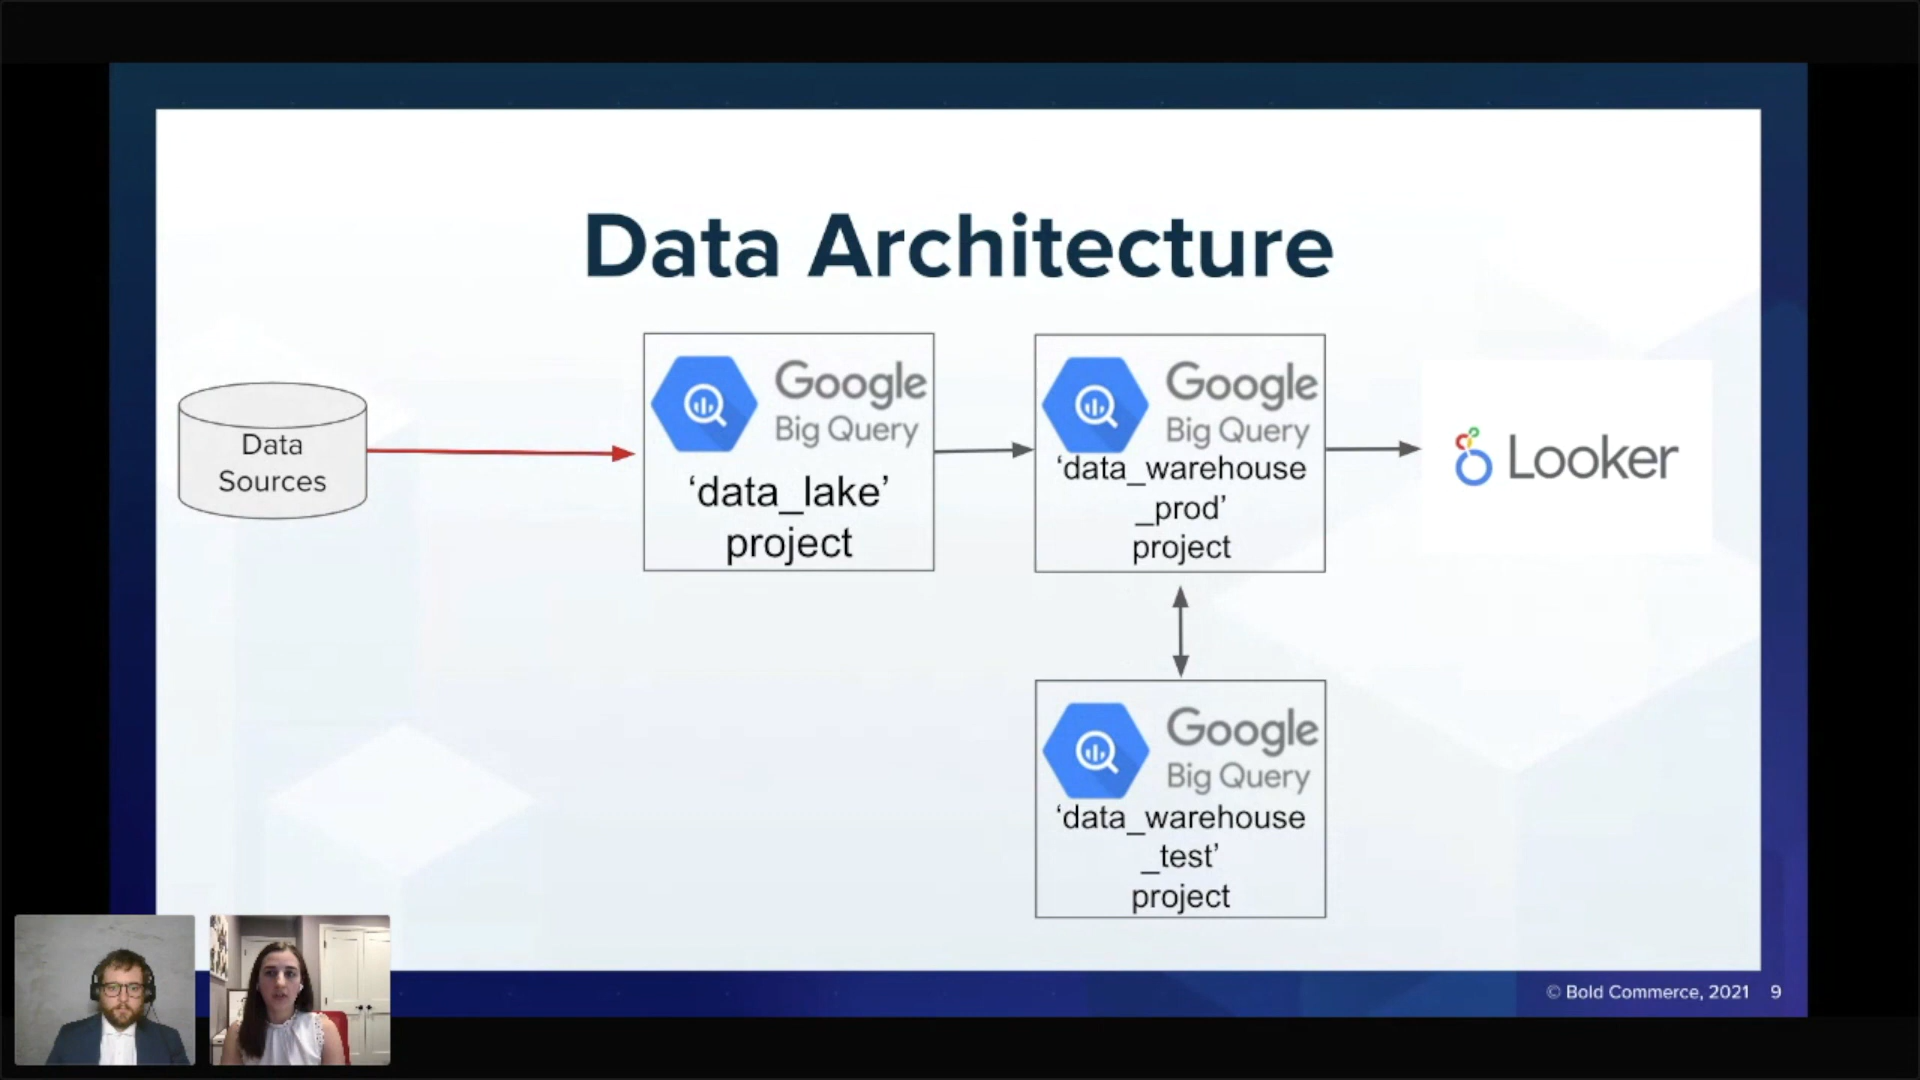 Data Architecture
Data
Sources
Google
Big Query
‘data_lake’
project
Google
Big Query
‘data_warehouse
_prod’
project
Looker
Google
Big Query
‘data_warehouse
_test’
project
© Bold Commerce, 2021 9